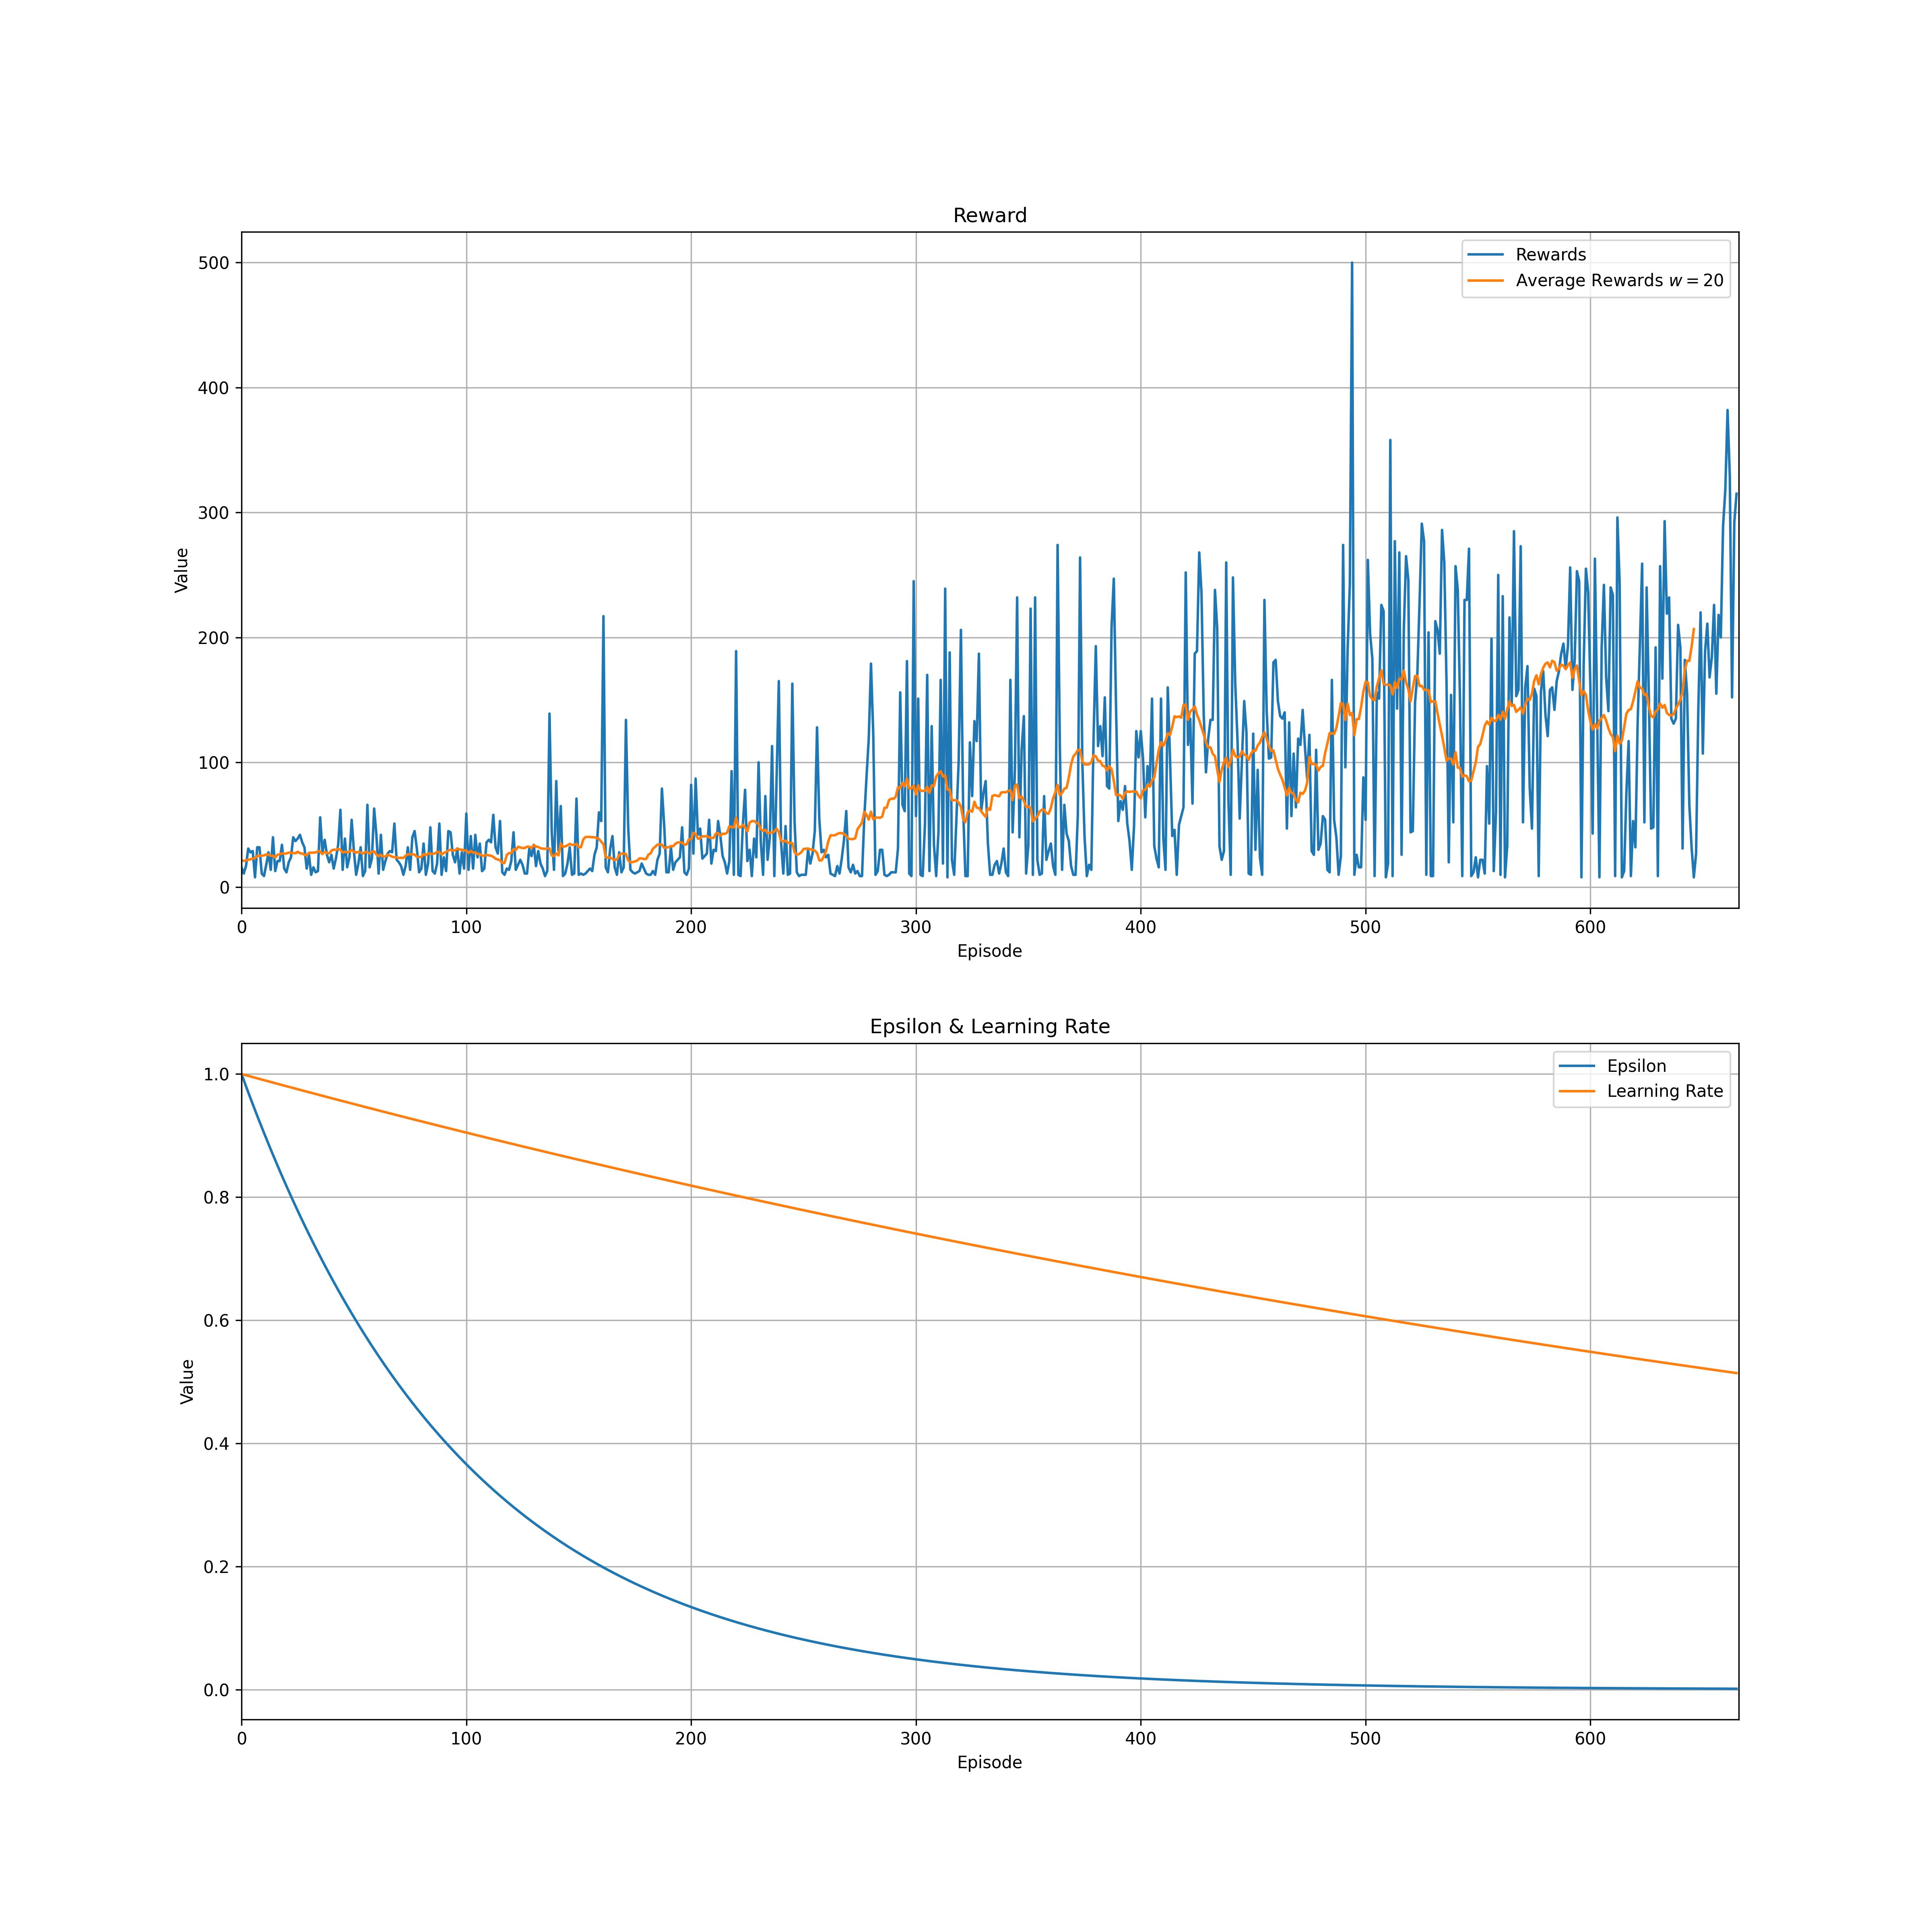 Reward
500
400
300
200
100
0
Value
Rewards
Average Rewards w = 20
0 100 200 300 400 500 600
Episode
Epsilon & Learning Rate
1.0
0.8
0.6
0.4
0.2
0.0
Value
Epsilon
Learning Rate
0 100 200 300 400 500 600
Episode